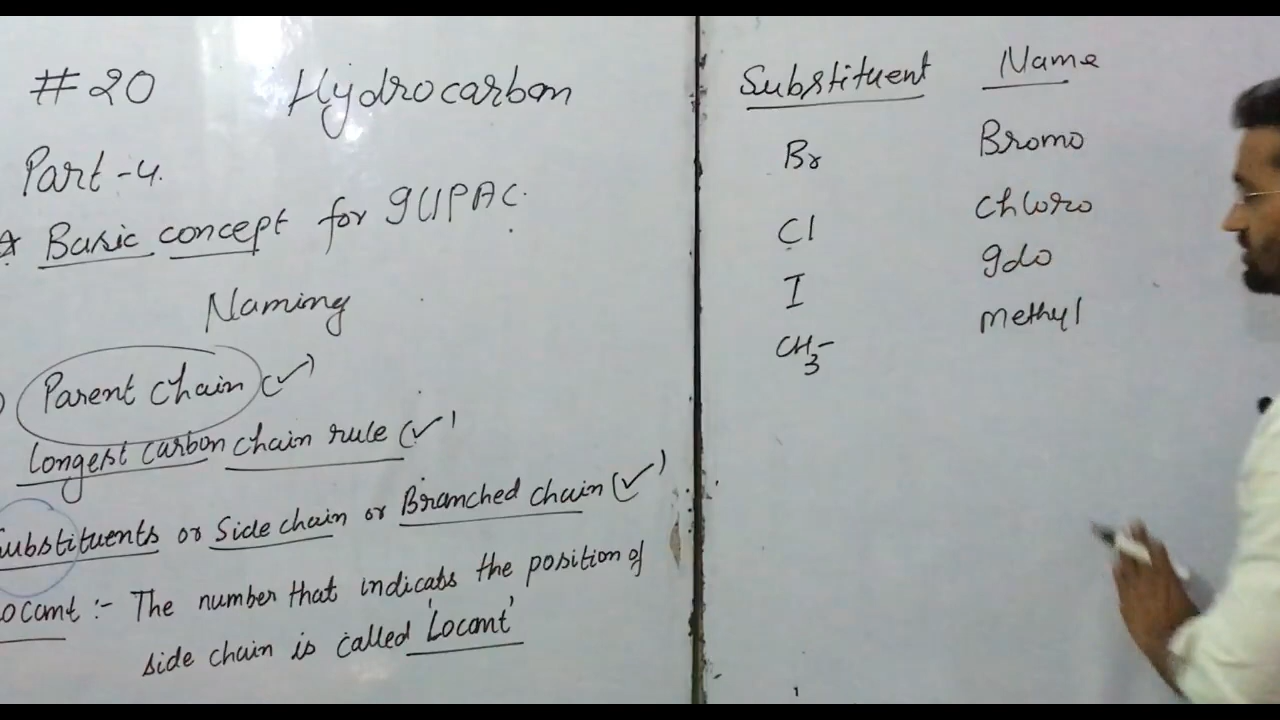 #20 Hydrocarbon
Part-4.
* Basic concept for IUPAC.
Naming
Parent chain (✓)
Longest carbon chain rule (✓)
Substituents or Side chain or Branched chain (✓)
Locant :- The number that indicats the position of
side chain is called 'Locant'
Substituent Name
Br Bromo
Cl chloro
I Ido
CH3- methyl